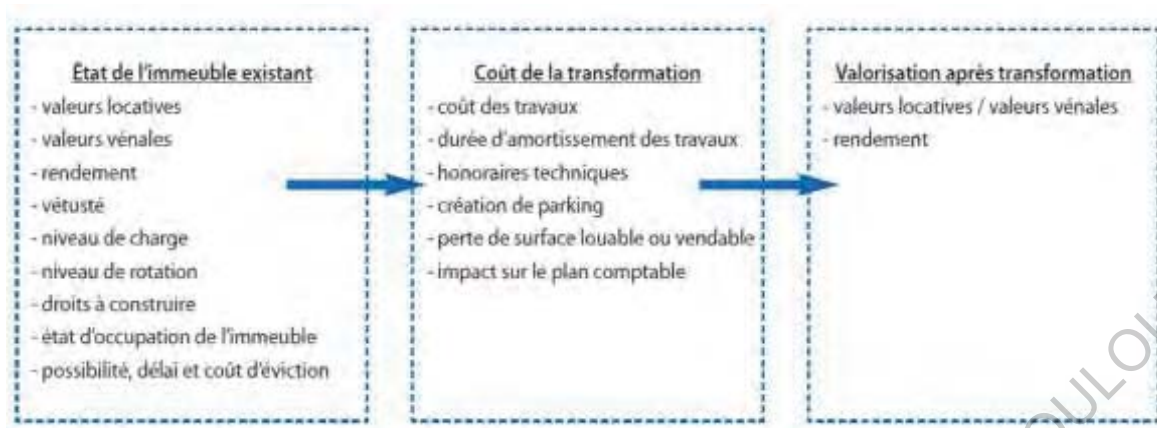 État de l'immeuble existant
- valeurs locatives
- valeurs vénales
- rendement
- vétusté
- niveau de charge
- niveau de rotation
- droits à construire
- état d'occupation de l'immeuble
- possibilité, délai et coût d'éviction
Coût de la transformation
- coût des travaux
- durée d'amortissement des travaux
- honoraires techniques
- création de parking
- perte de surface louable ou vendable
- impact sur le plan comptable
Valorisation après transformation
- valeurs locatives / valeurs vénales
- rendement